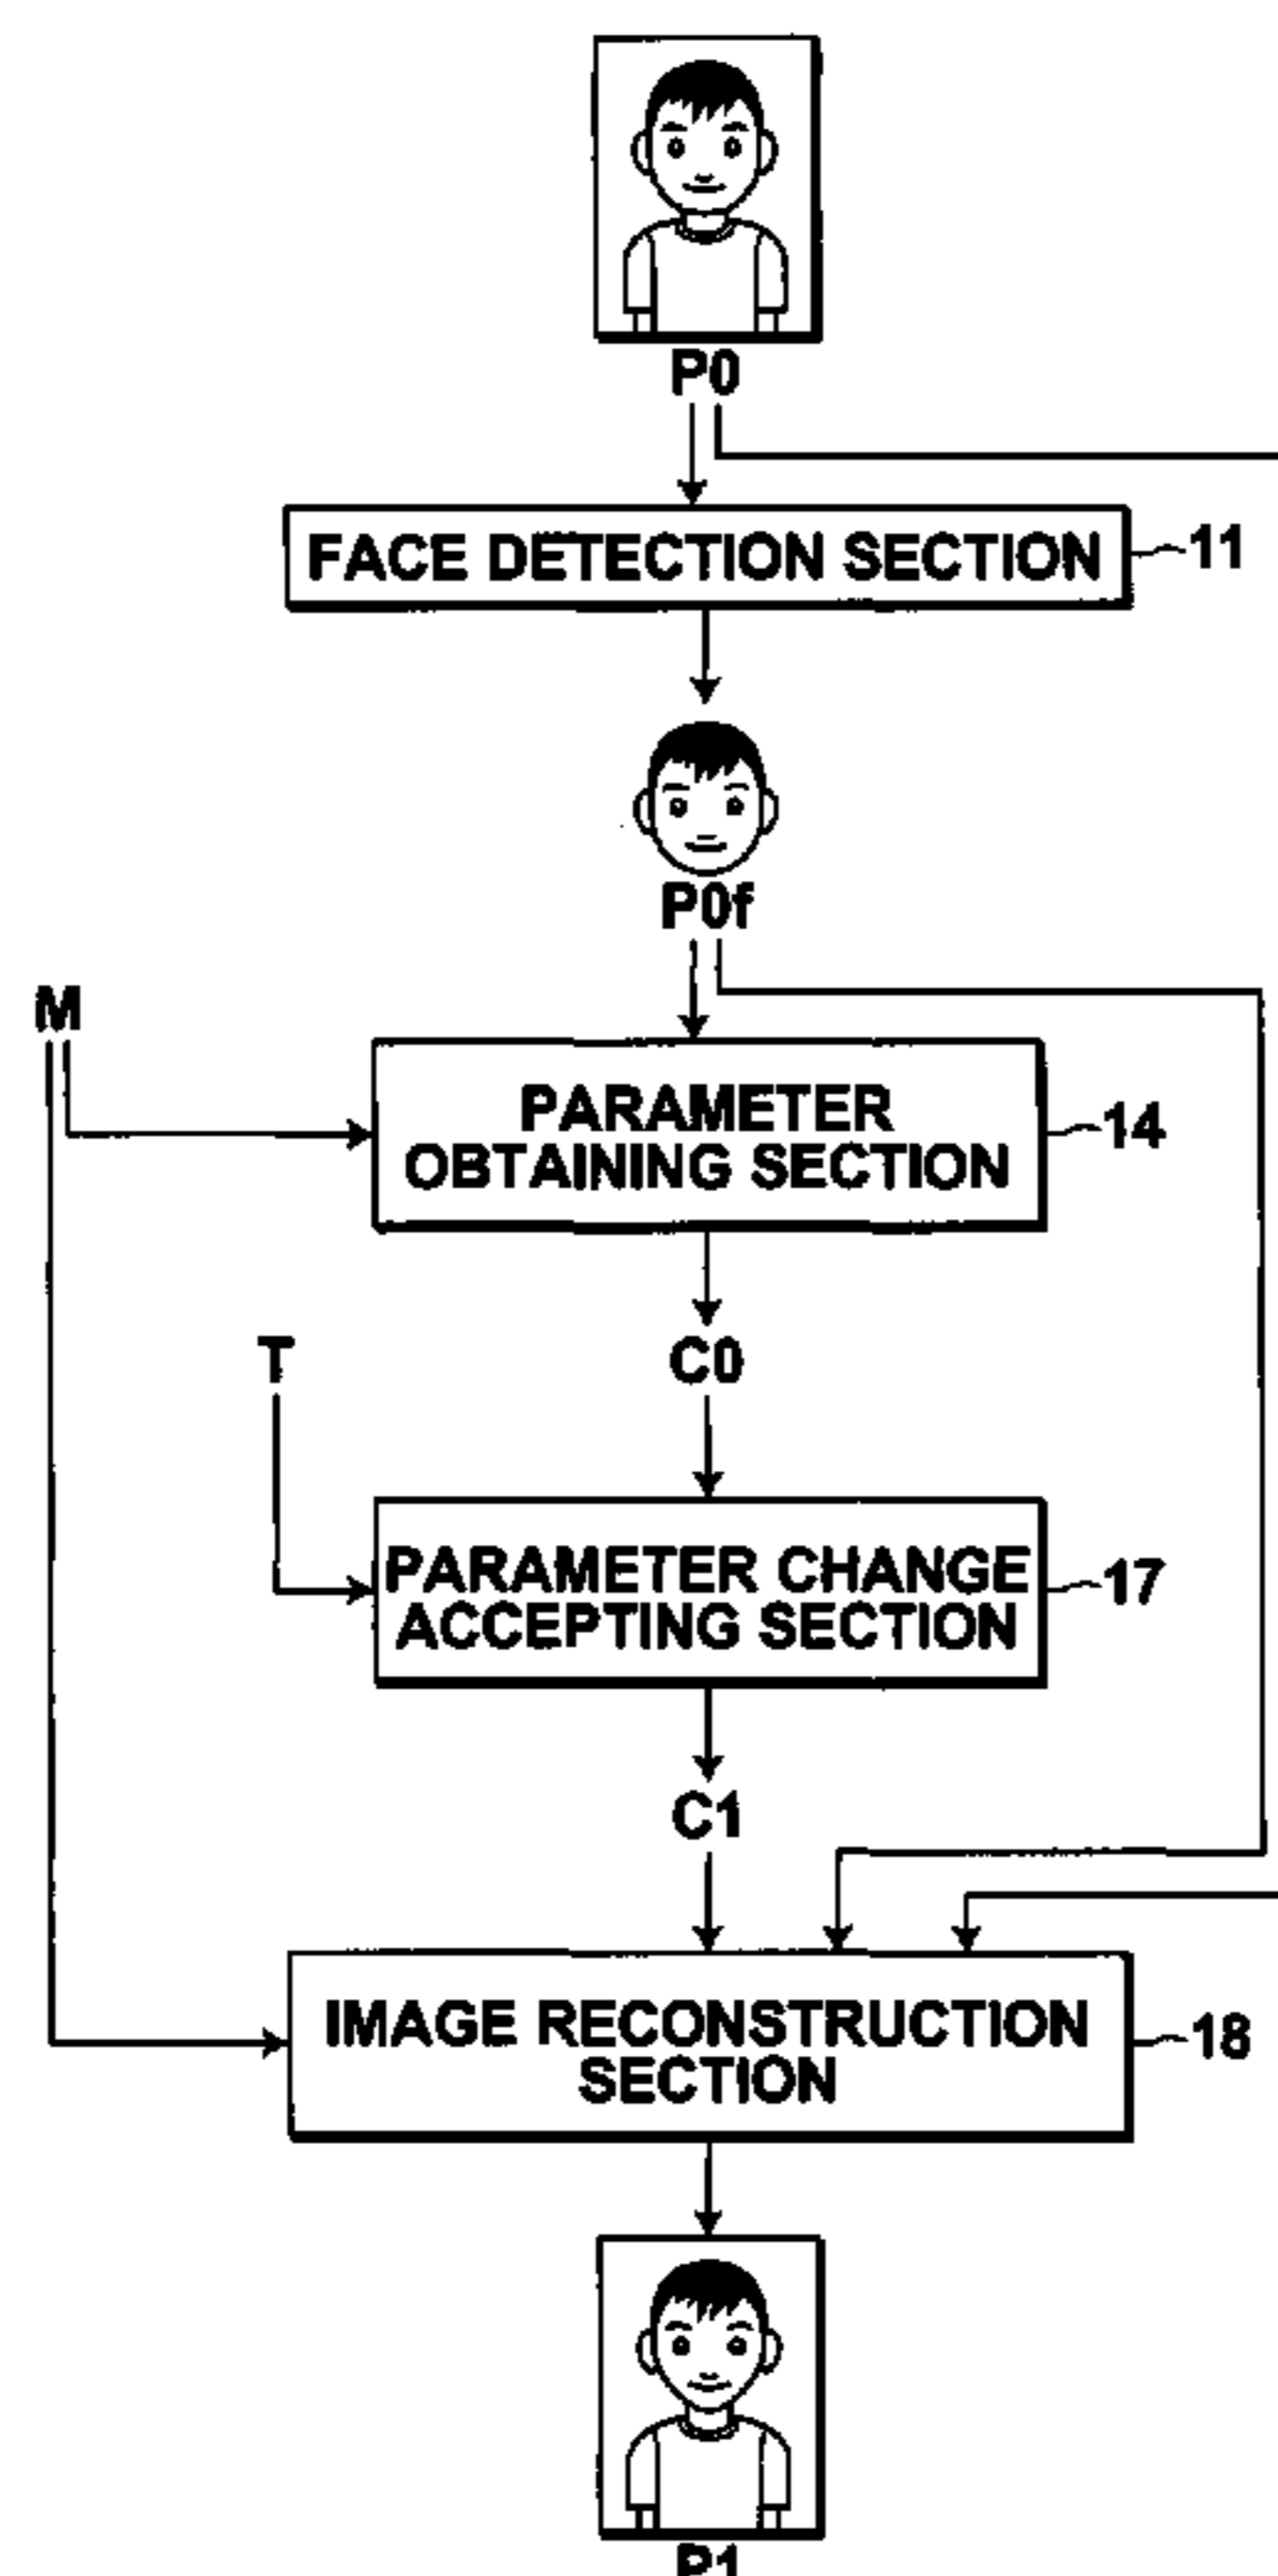 P0
FACE DETECTION SECTION
11
P0f
M
PARAMETER
OBTAINING SECTION
14
T
C0
PARAMETER CHANGE
ACCEPTING SECTION
17
C1
IMAGE RECONSTRUCTION
SECTION
18
P1